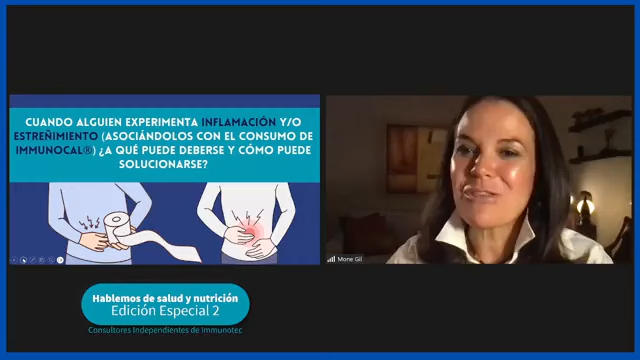 CUANDO ALGUIEN EXPERIMENTA INFLAMACIÓN Y/O
ESTREÑIMIENTO (ASOCIÁNDOLOS CON EL CONSUMO DE
IMMUNOCAL®) ¿A QUÉ PUEDE DEBERSE Y CÓMO PUEDE
SOLUCIONARSE?
Mone Gil
Hablemos de salud y nutrición
Edición Especial 2
Consultores Independientes de Immunotec